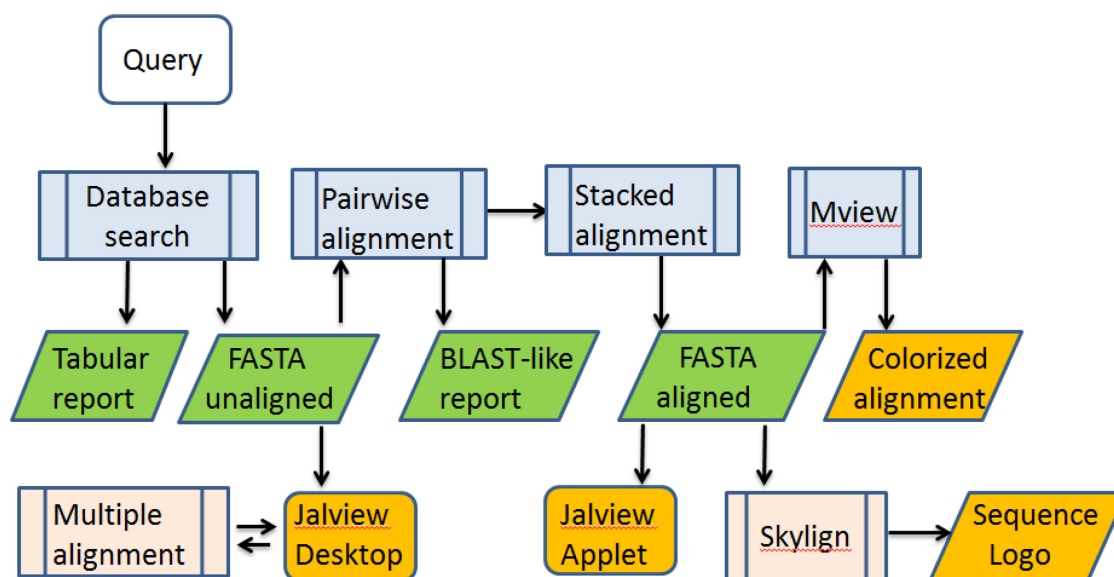 Query
Database
search
Pairwise
alignment
Stacked
alignment
Mview
Tabular
report
FASTA
unaligned
BLAST-like
report
FASTA
aligned
Colorized
alignment
Multiple
alignment
Jalview
Desktop
Jalview
Applet
Skylign
Sequence
Logo